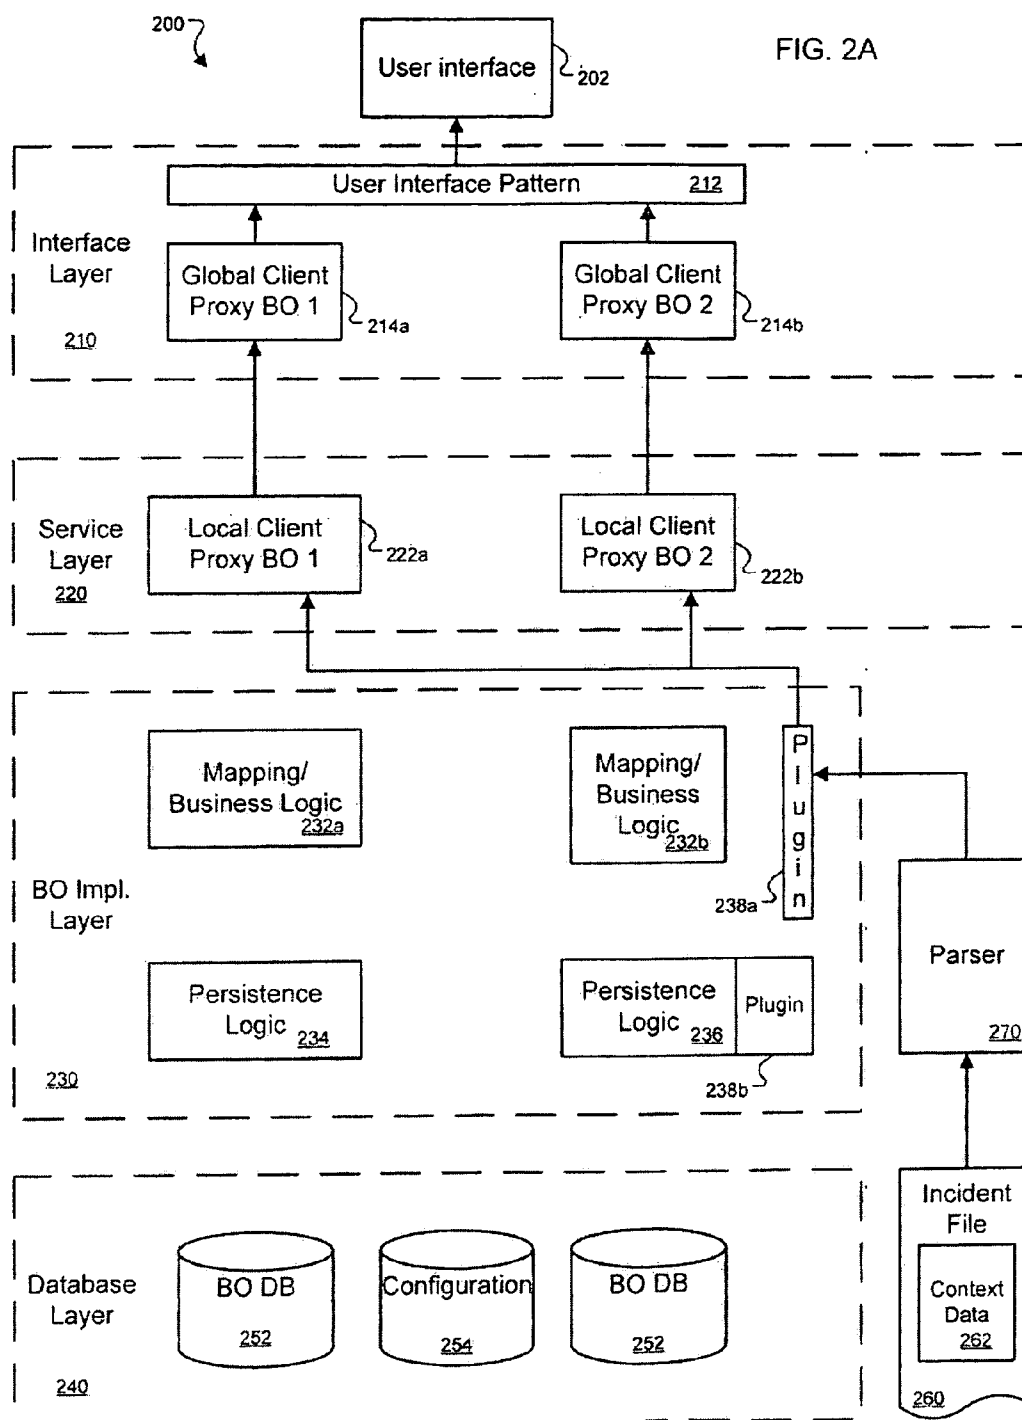 200
User interface
202
FIG. 2A
User Interface Pattern 212
Interface
Layer
210
Global Client
Proxy BO 1
214a
Global Client
Proxy BO 2
214b
Service
Layer
220
Local Client
Proxy BO 1
222a
Local Client
Proxy BO 2
222b
BO Impl.
Layer
230
Mapping/
Business Logic
232a
Mapping/
Business
Logic 232b
Plugin
238a
Persistence
Logic 234
Persistence
Logic 236
Plugin
238b
Parser
270
Database
Layer
240
BO DB
252
Configuration
254
BO DB
252
Incident
File
Context
Data
262
260